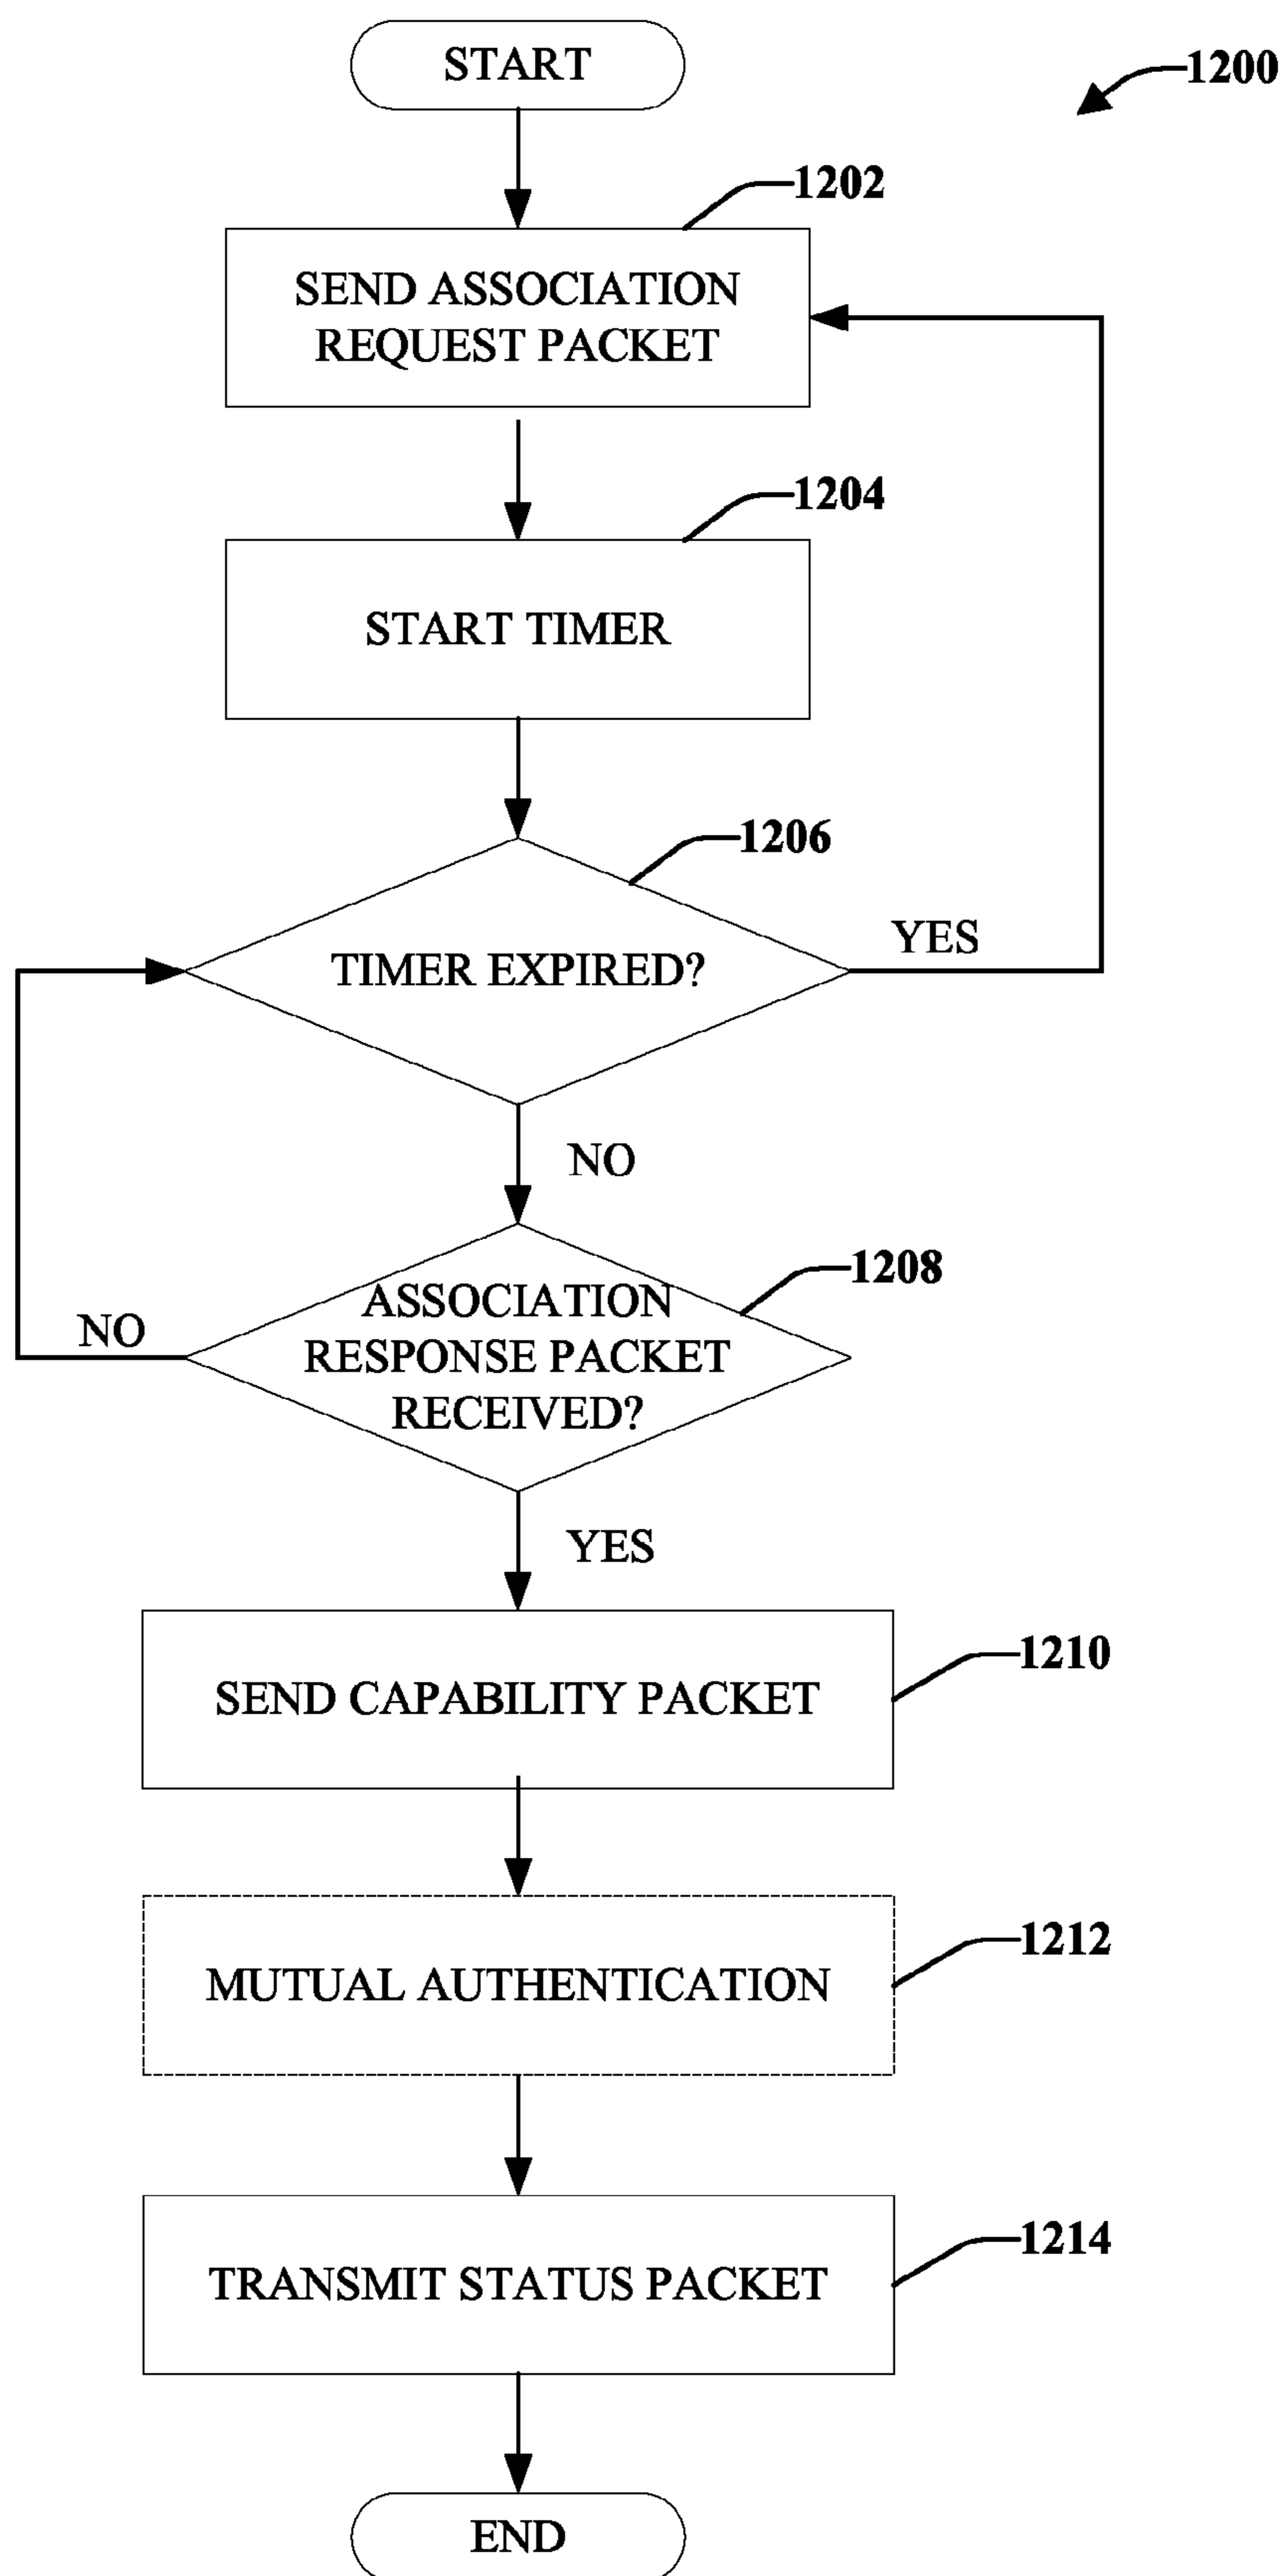 START
1200
1202
SEND ASSOCIATION
REQUEST PACKET
1204
START TIMER
1206
YES
TIMER EXPIRED?
NO
1208
ASSOCIATION
RESPONSE PACKET
RECEIVED?
NO
YES
1210
SEND CAPABILITY PACKET
1212
MUTUAL AUTHENTICATION
1214
TRANSMIT STATUS PACKET
END